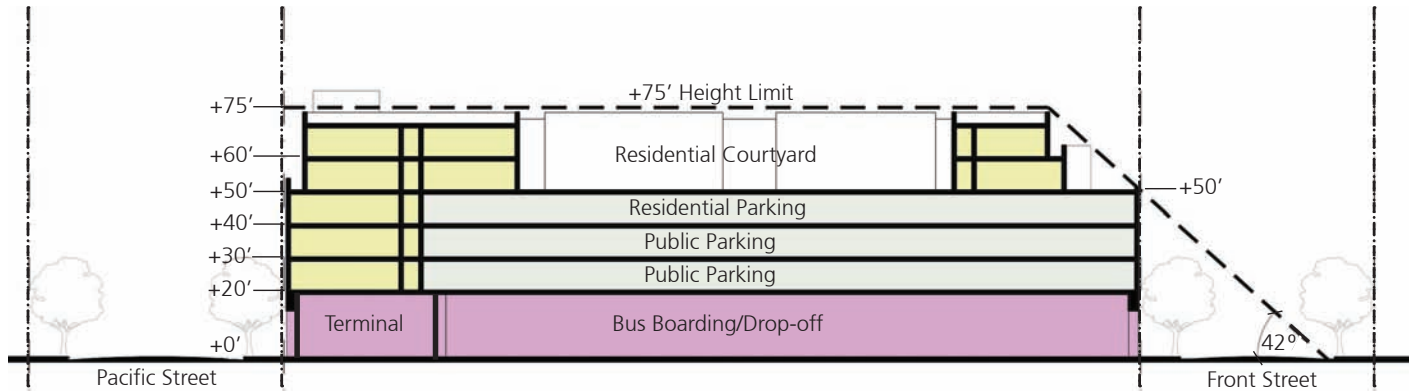 +75' Height Limit
+75'
+60'
Residential Courtyard
+50'
+50'
Residential Parking
+40'
Public Parking
+30'
Public Parking
+20'
Terminal
Bus Boarding/Drop-off
+0'
42º
Pacific Street
Front Street